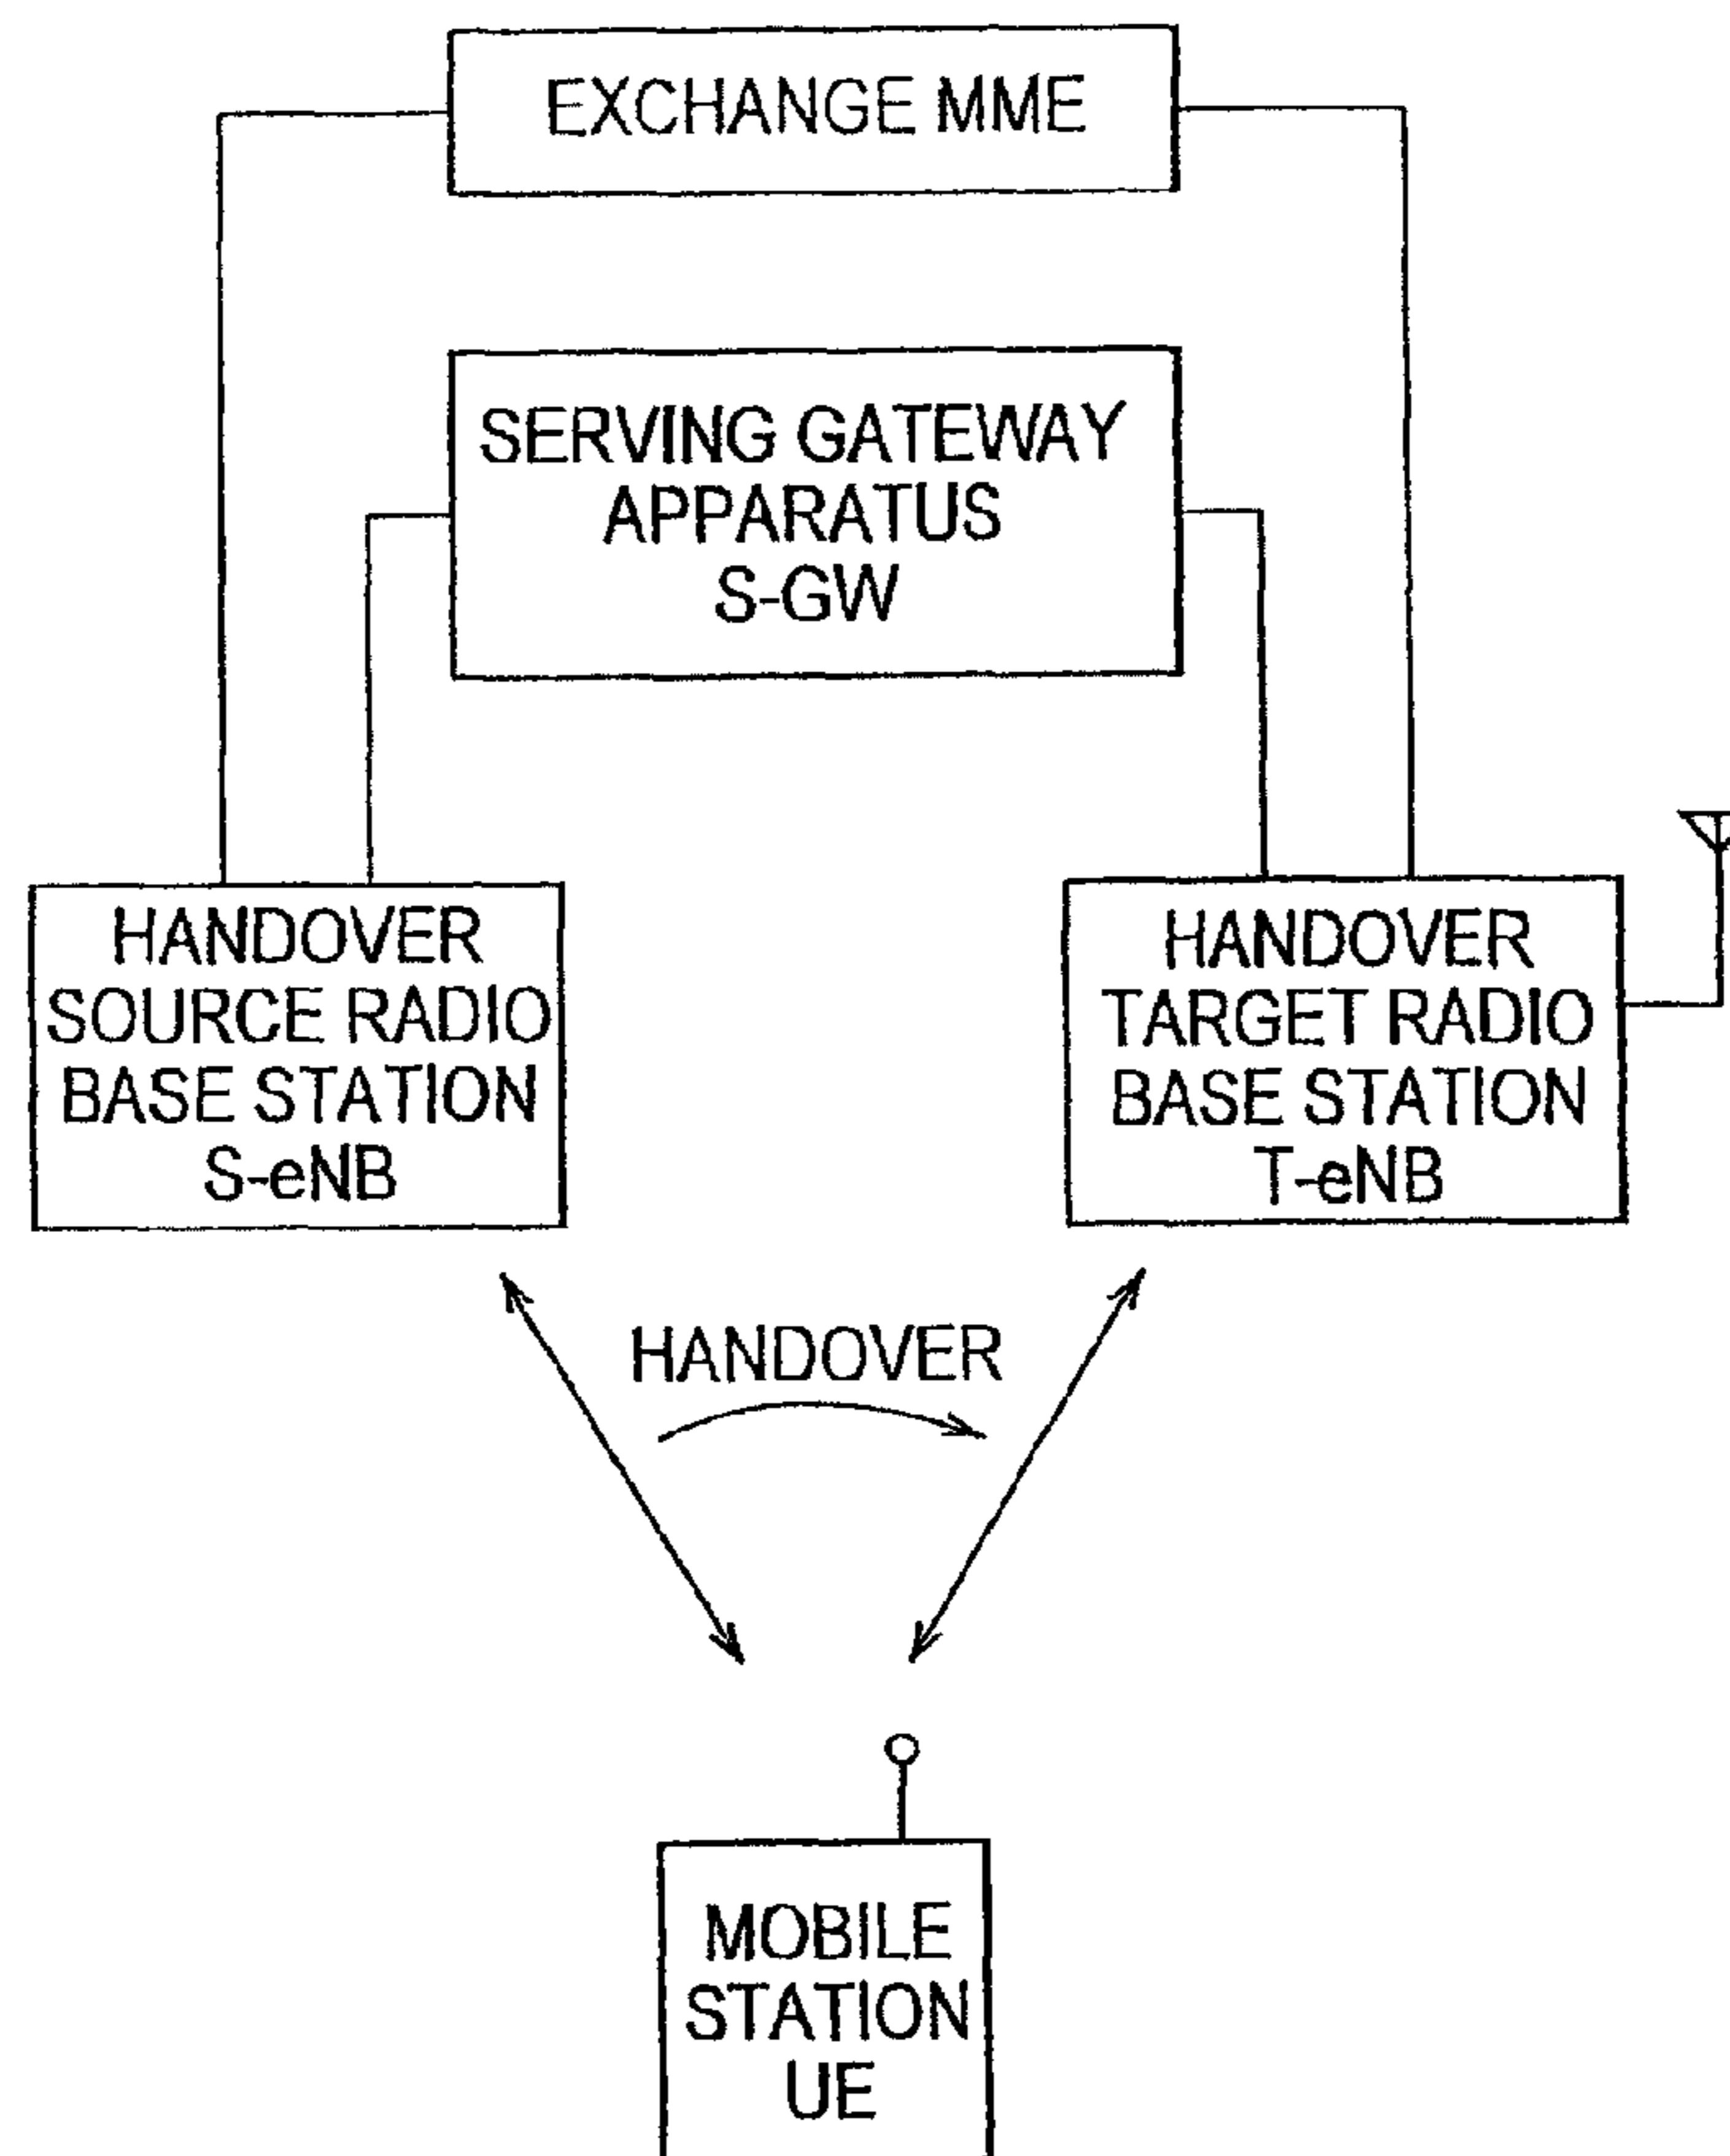 EXCHANGE MME
SERVING GATEWAY
APPARATUS
S-GW
HANDOVER
SOURCE RADIO
BASE STATION
S-eNB
HANDOVER
TARGET RADIO
BASE STATION
T-eNB
HANDOVER
MOBILE
STATION
UE